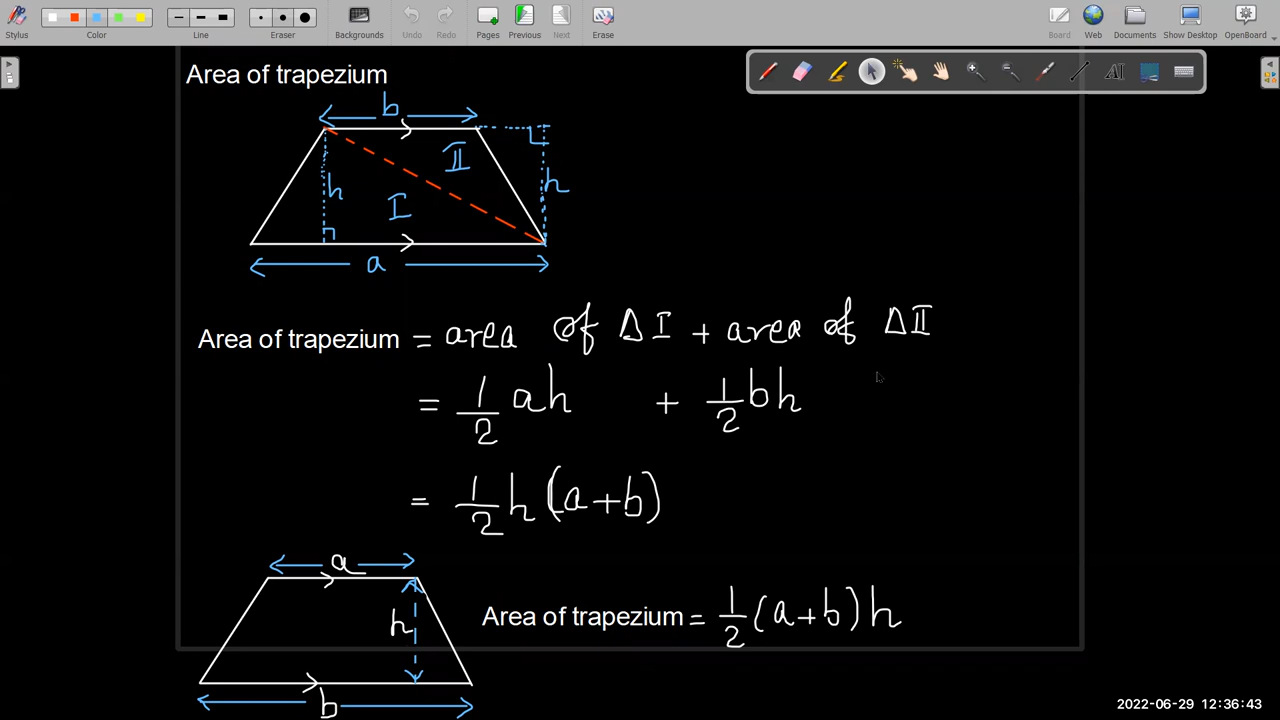 Stylus Color Line Eraser Backgrounds Undo Redo Pages Previous Next Erase Board Web Documents Show Desktop OpenBoard
Area of trapezium
b
II
h
h
I
a
Area of trapezium = area of Δ I + area of Δ II
= 1/2 ah + 1/2 bh
= 1/2 h (a+b)
a
h
Area of trapezium = 1/2 (a+b) h
b
2022-06-29 12:36:43